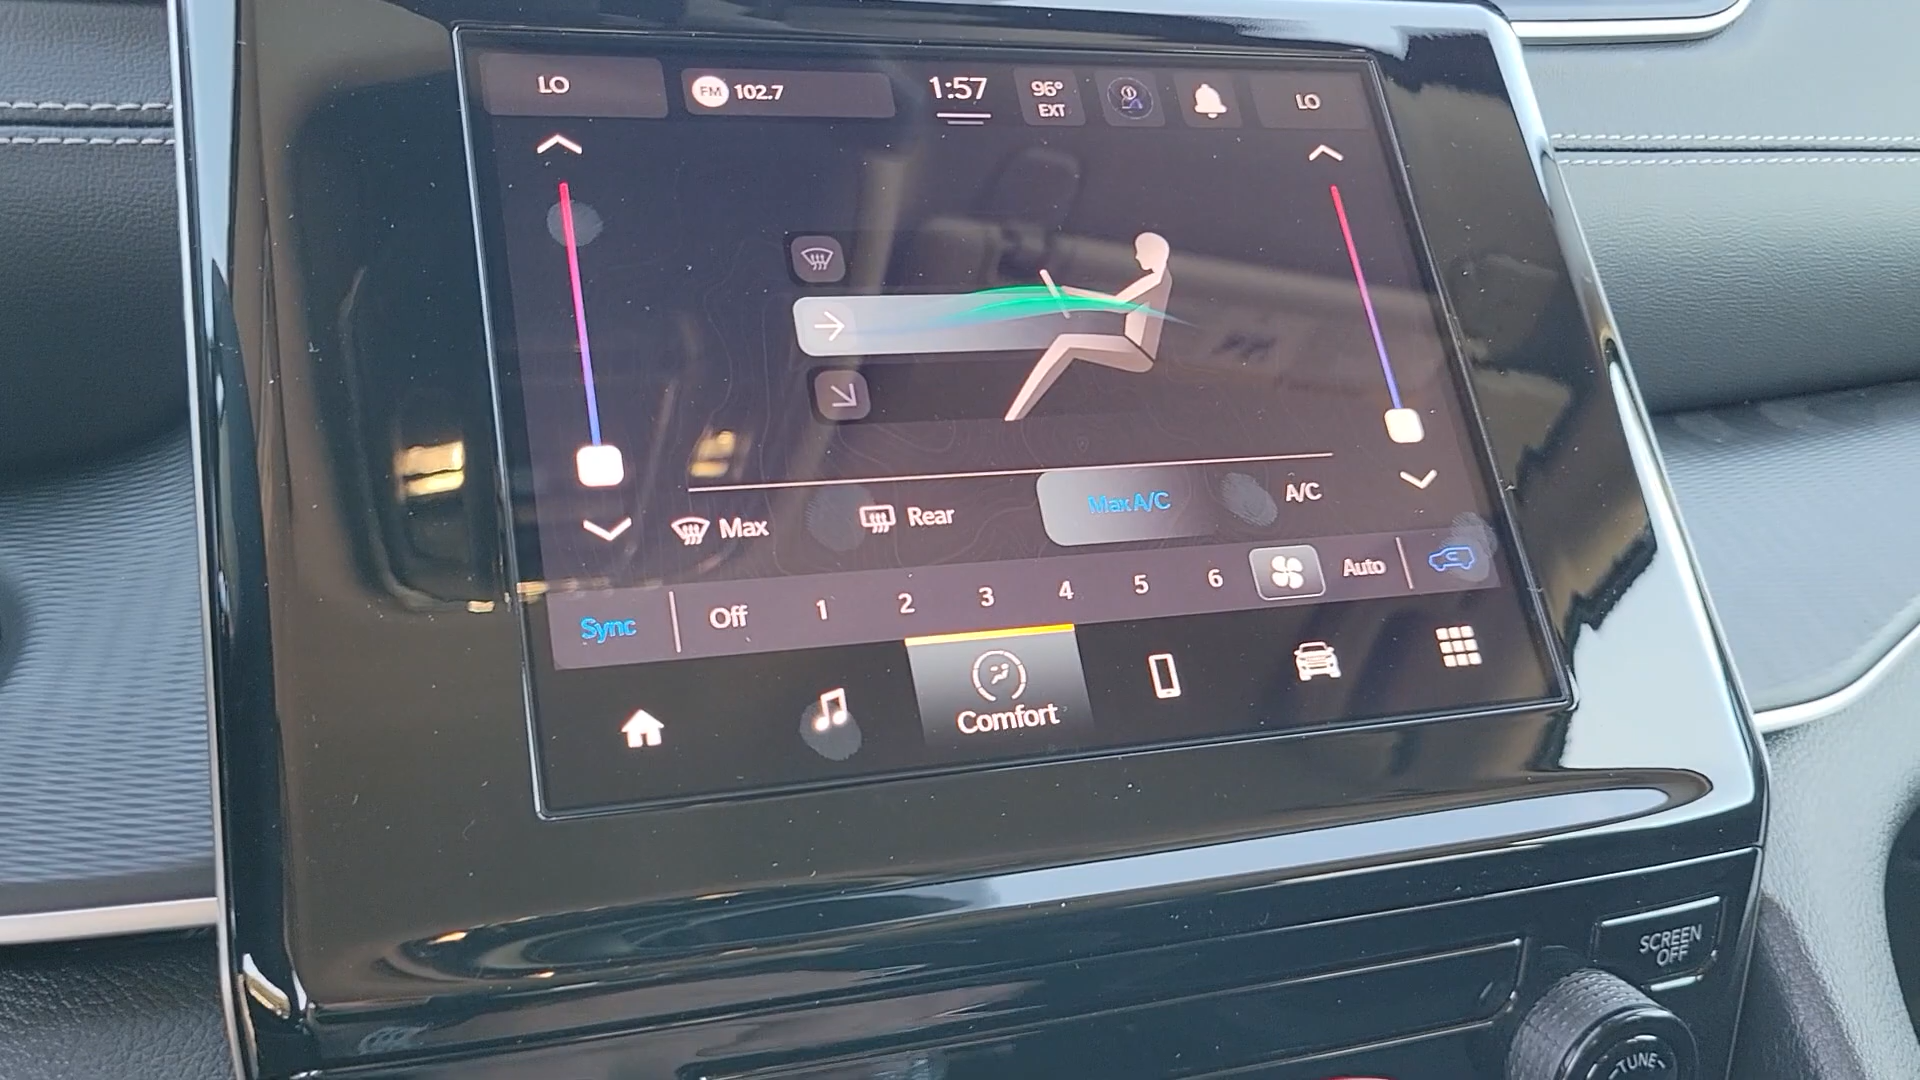 LO
FM 102.7
1:57
96°
EXT
LO
Max
Rear
Max A/C
A/C
Sync
Off
1
2
3
4
5
6
Auto
Comfort
SCREEN
OFF
TUNE